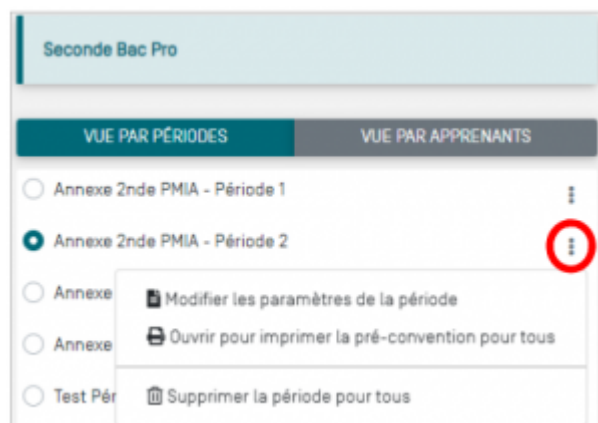 Seconde Bac Pro
VUE PAR PÉRIODES
VUE PAR APPRENANTS
Annexe 2nde PMIA - Période 1
Annexe 2nde PMIA - Période 2
Annexe
Modifier les paramètres de la période
Annexe
Ouvrir pour imprimer la pré-convention pour tous
Test Pér
Supprimer la période pour tous